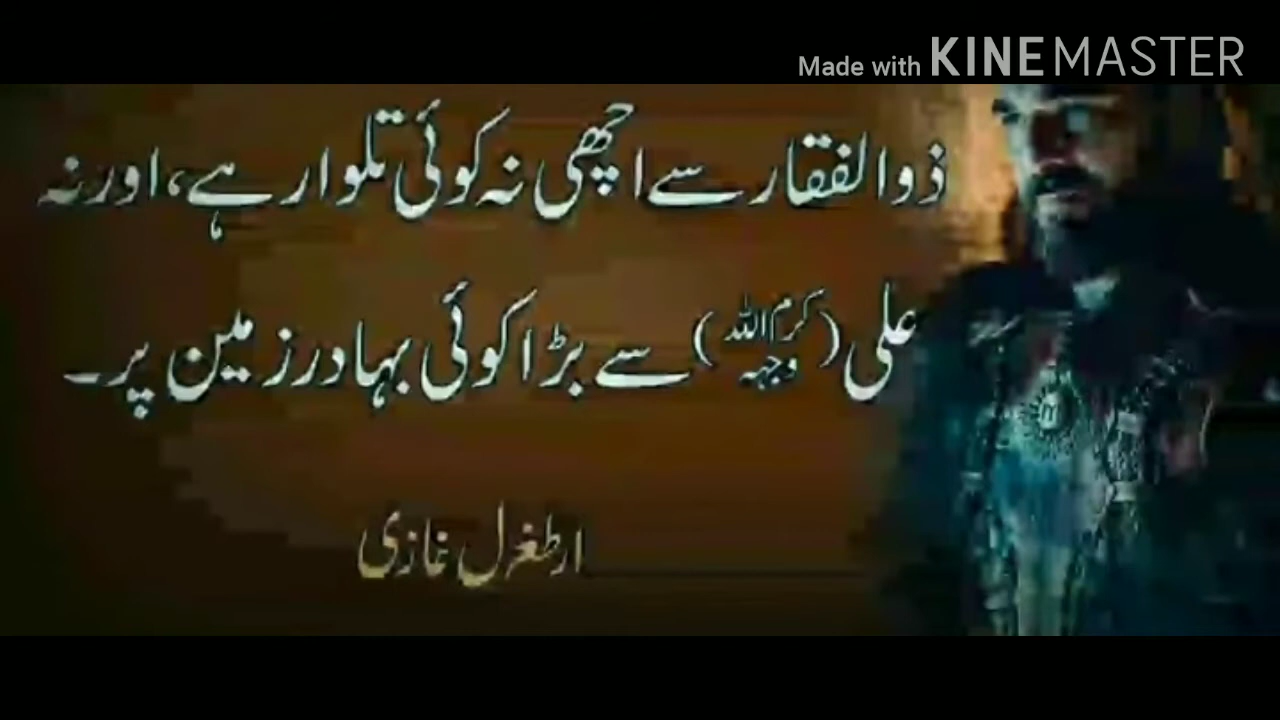 Made with KINEMASTER
ذوالفقار سے اچھی نہ کوئی تلوار ہے، اور نہ
علی (کرم اللہ وجہہ) سے بڑا کوئی بہادر زمین پر۔
ارطغرل غازی